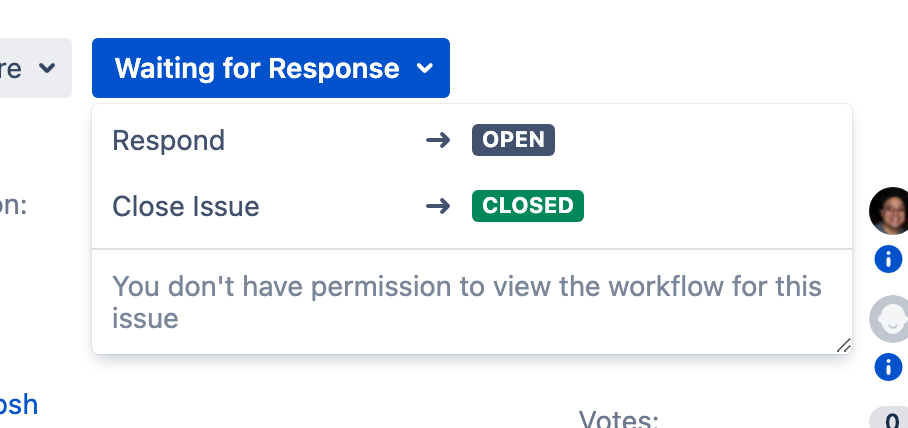 re
Waiting for Response
Respond → OPEN
Close Issue → CLOSED
on:
You don't have permission to view the workflow for this
issue
osh
Votes:
0